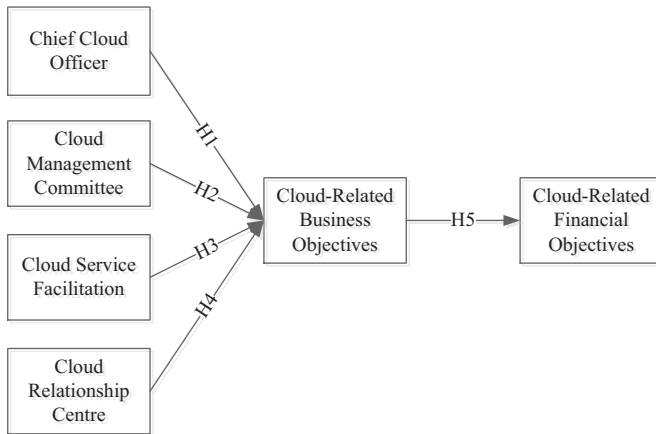 Chief Cloud
Officer
Cloud
Management
Committee
Cloud Service
Facilitation
Cloud
Relationship
Centre
H1
H2
H3
H4
Cloud-Related
Business
Objectives
H5
Cloud-Related
Financial
Objectives